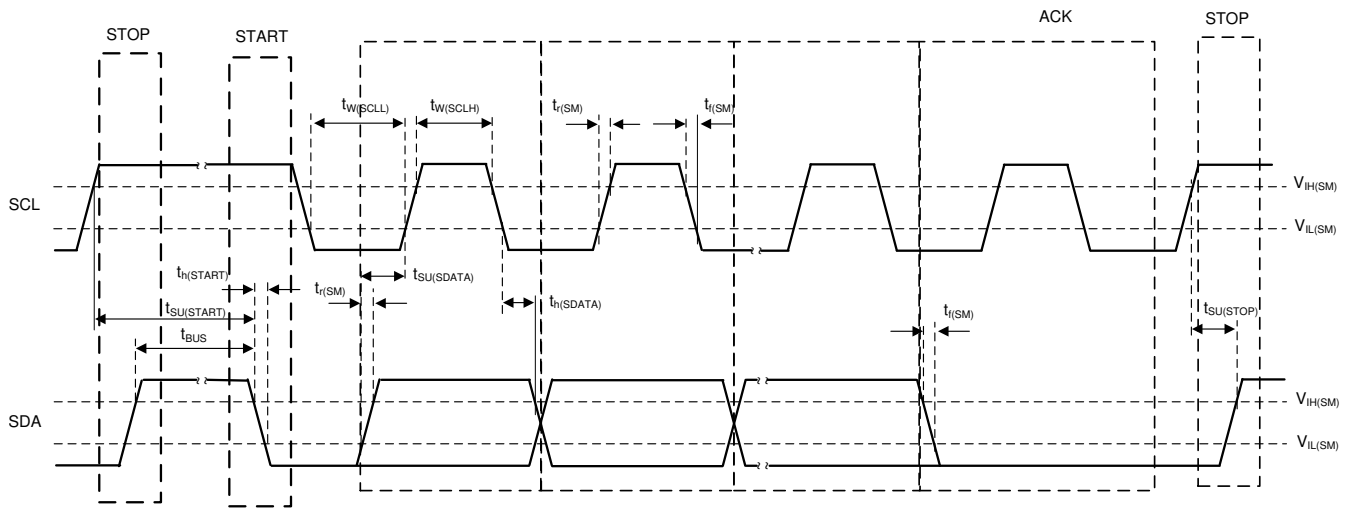 ACK
STOP
START
STOP
tW(SCLL)
tW(SCLH)
tr(SM)
tf(SM)
SCL
VIH(SM)
VIL(SM)
th(START)
tr(SM)
tSU(SDATA)
tSU(START)
th(SDATA)
tf(SM)
tSU(STOP)
tBUS
SDA
VIH(SM)
VIL(SM)